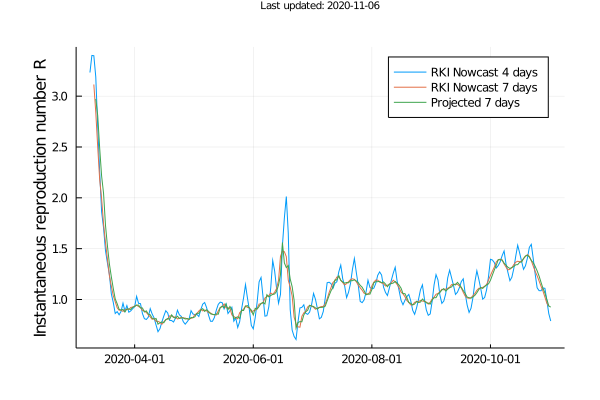 Last updated: 2020-11-06
Instantaneous reproduction number R
RKI Nowcast 4 days
RKI Nowcast 7 days
Projected 7 days
3.0
2.5
2.0
1.5
1.0
2020-04-01
2020-06-01
2020-08-01
2020-10-01